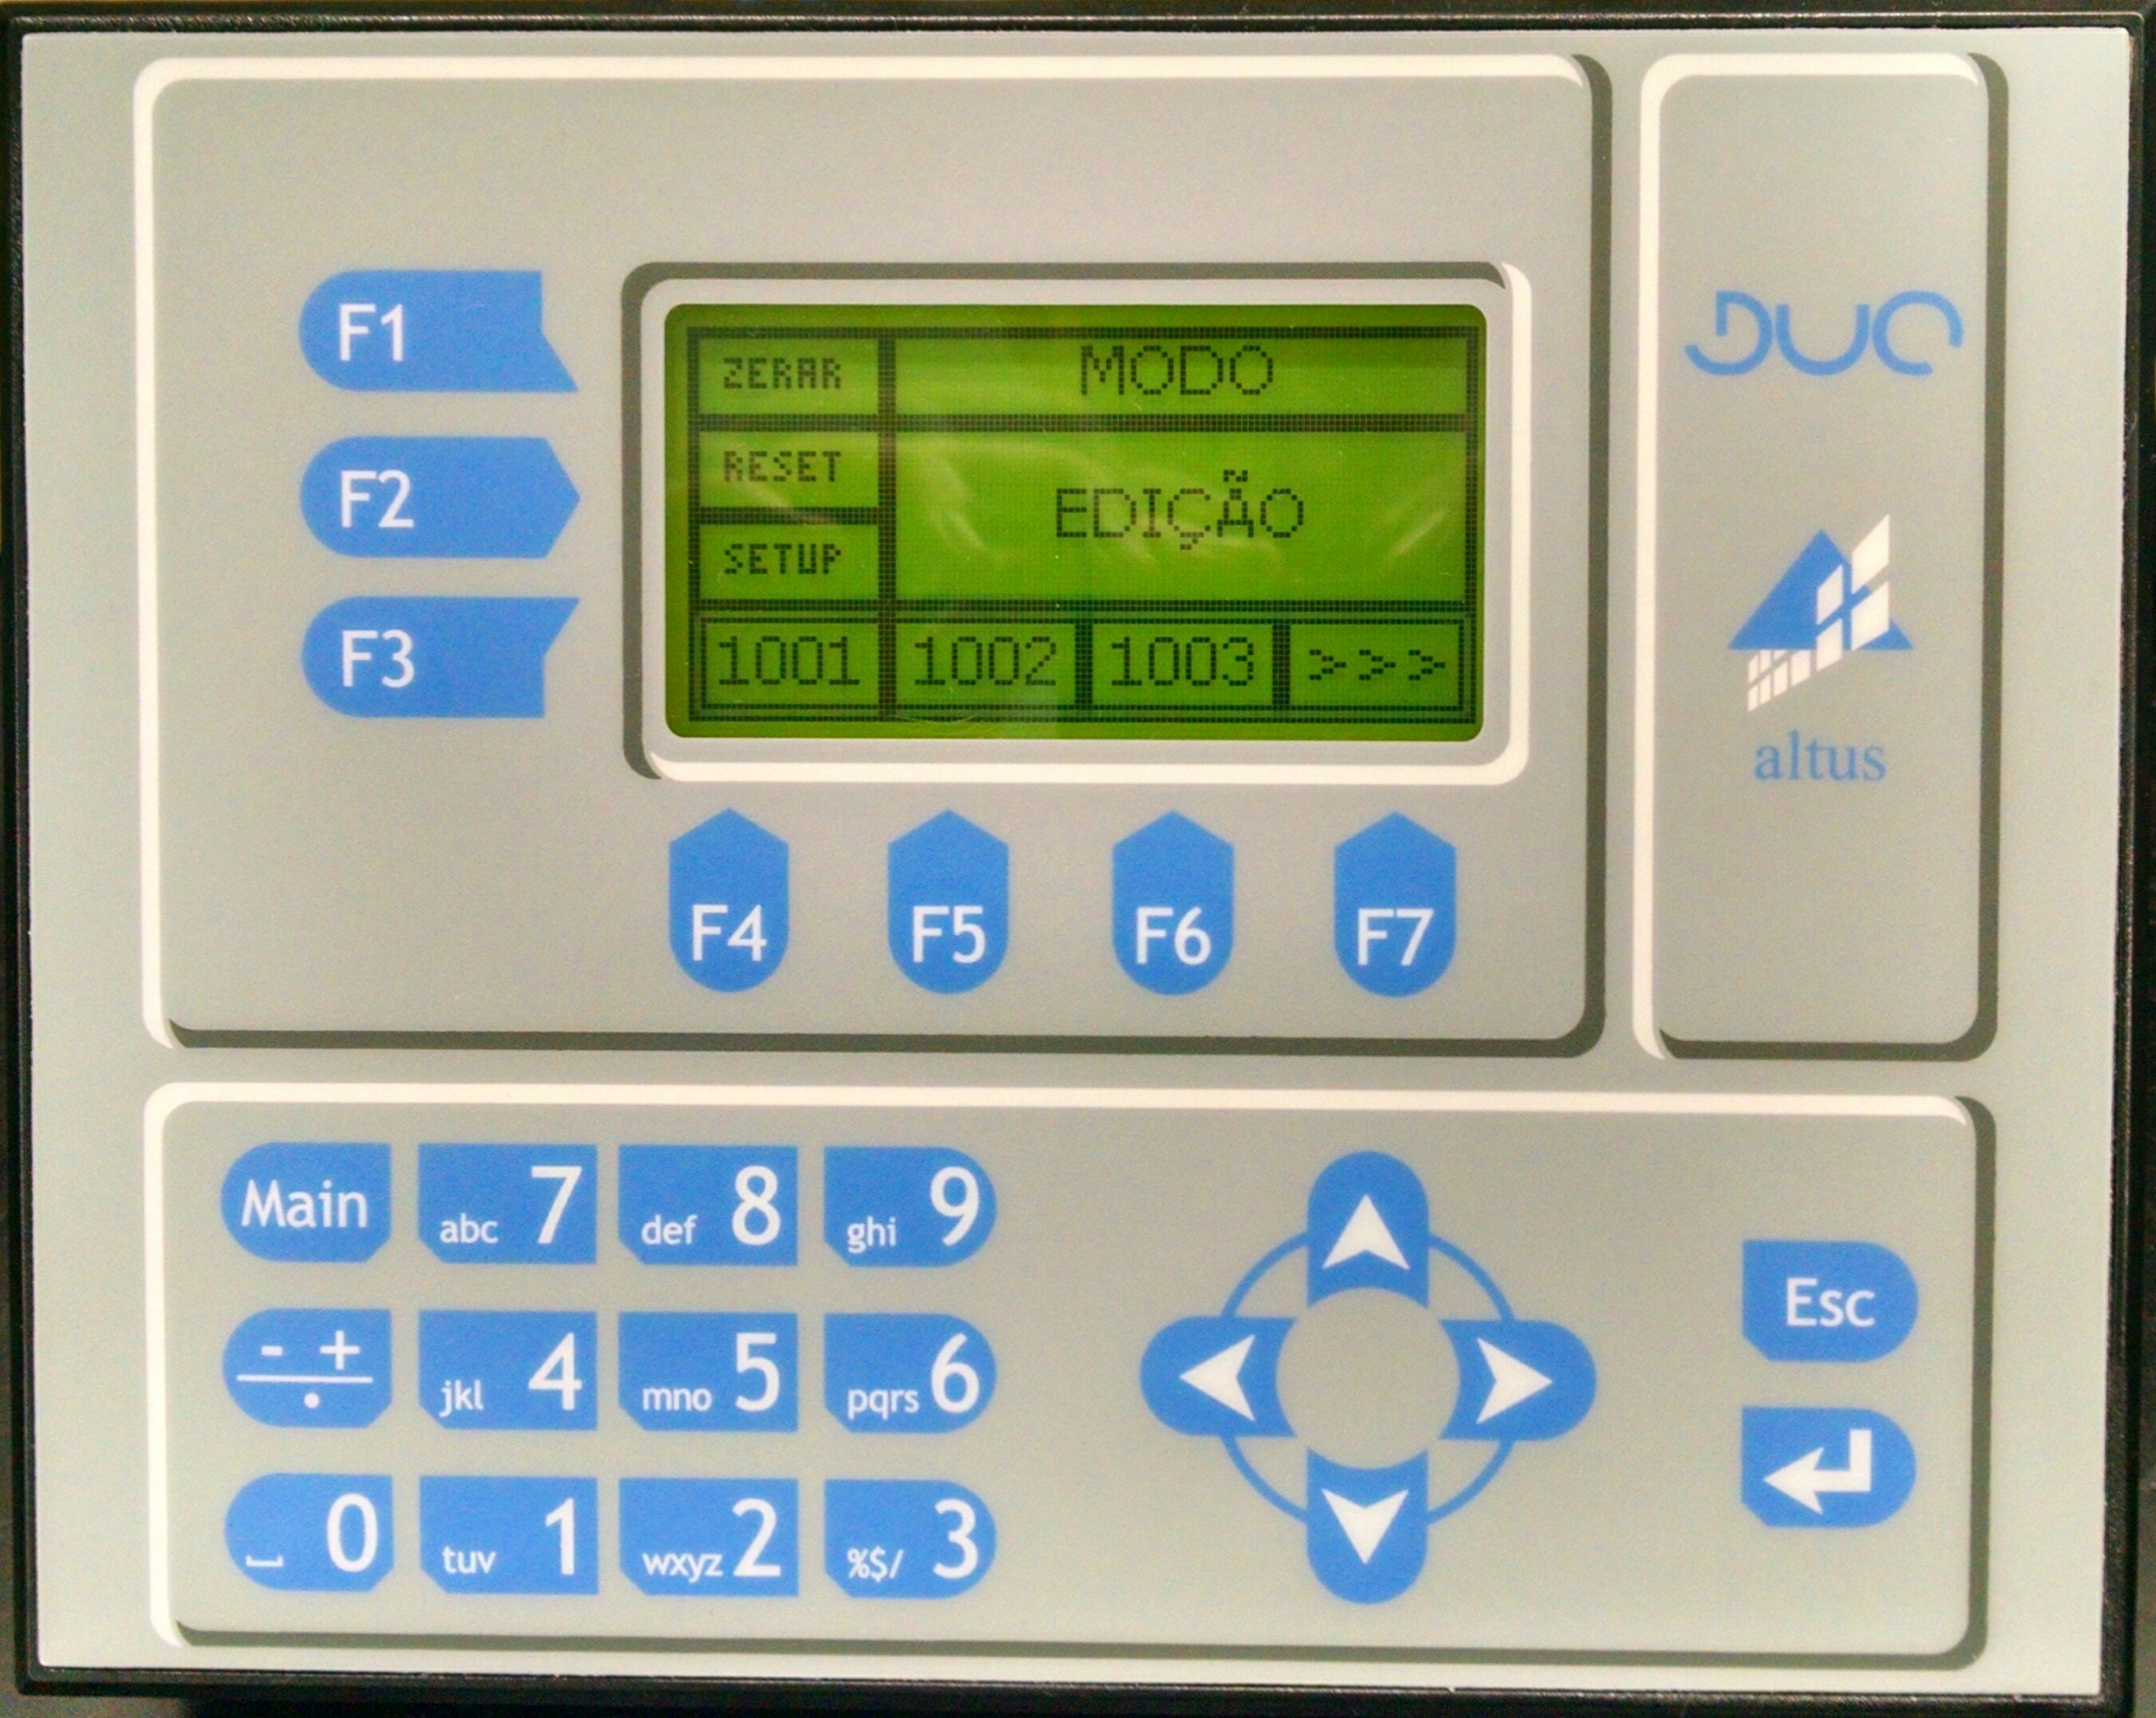 F1
F2
F3
ZERAR
MODO
RESET
EDIÇÃO
SETUP
1001 1002 1003 >>>
F4 F5 F6 F7
DUO
altus
Main abc 7 def 8 ghi 9
- + . jkl 4 mno 5 pqrs 6
0 tuv 1 wxyz 2 %$/ 3
Esc